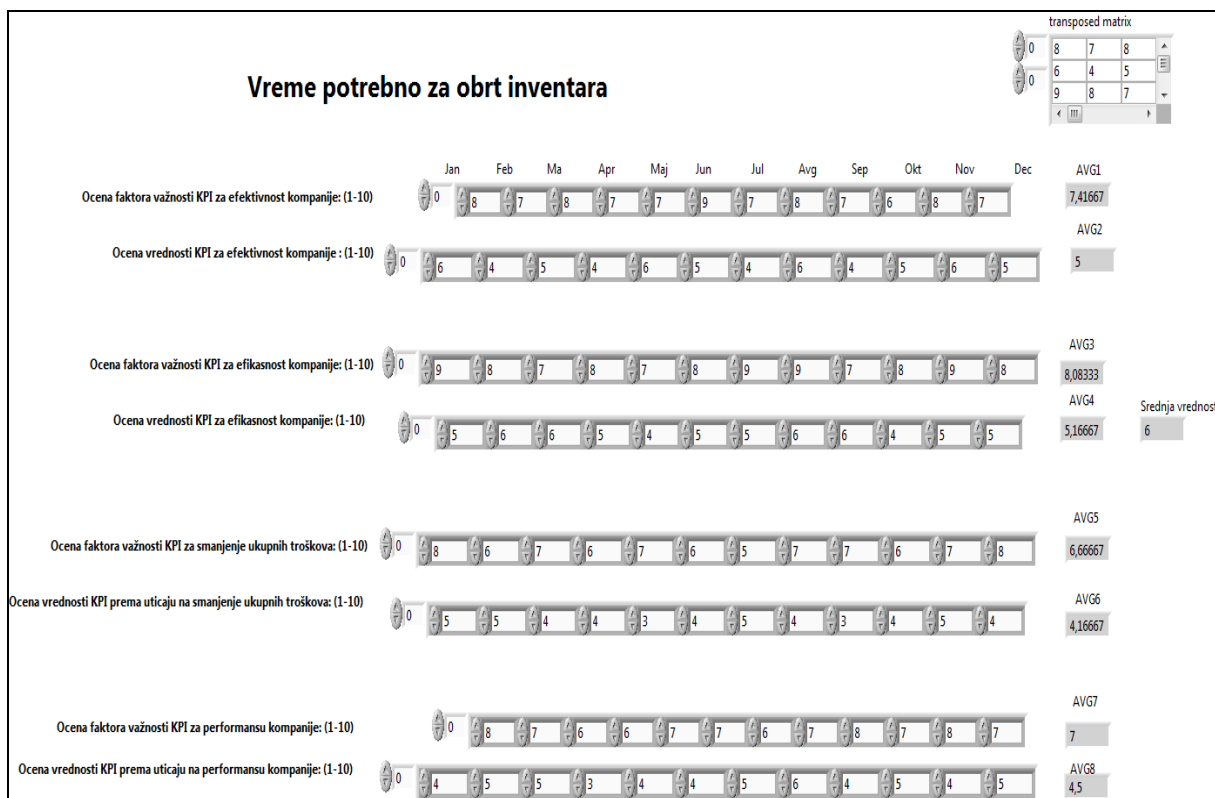 transposed matrix
0 8 7 8
0 6 4 5
9 8 7
Vreme potrebno za obrt inventara
Jan Feb Ma Apr Maj Jun Jul Avg Sep Okt Nov Dec AVG1
Ocena faktora važnosti KPI za efektivnost kompanije: (1-10) 0 8 7 8 7 7 9 7 8 7 6 8 7 7,41667
AVG2
Ocena vrednosti KPI za efektivnost kompanije : (1-10) 0 6 4 5 4 6 5 4 6 4 5 6 5 5
AVG3
Ocena faktora važnosti KPI za efikasnost kompanije: (1-10) 0 9 8 7 8 7 8 9 9 7 8 9 8 8,08333
AVG4 Srednja vrednost
Ocena vrednosti KPI za efikasnost kompanije: (1-10) 0 5 6 6 5 4 5 5 6 6 4 5 5 5,16667 6
AVG5
Ocena faktora važnosti KPI za smanjenje ukupnih troškova: (1-10) 0 8 6 7 6 7 6 5 7 7 6 7 8 6,66667
AVG6
Ocena vrednosti KPI prema uticaju na smanjenje ukupnih troškova: (1-10) 0 5 5 4 4 3 4 5 4 3 4 5 4 4,16667
AVG7
Ocena faktora važnosti KPI za performansu kompanije: (1-10) 0 8 7 6 6 7 7 6 7 8 7 8 7 7
AVG8
Ocena vrednosti KPI prema uticaju na performansu kompanije: (1-10) 0 4 5 5 3 4 4 5 6 4 5 4 5 4,5